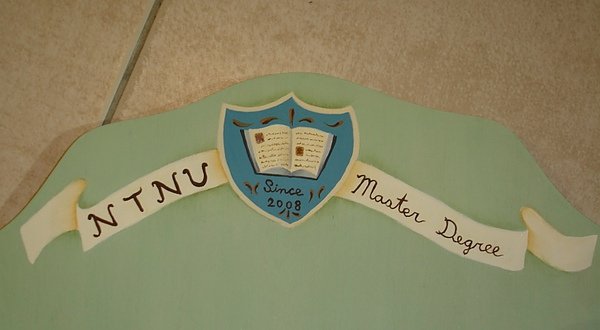 NTNU
Since
2008
Master Degree